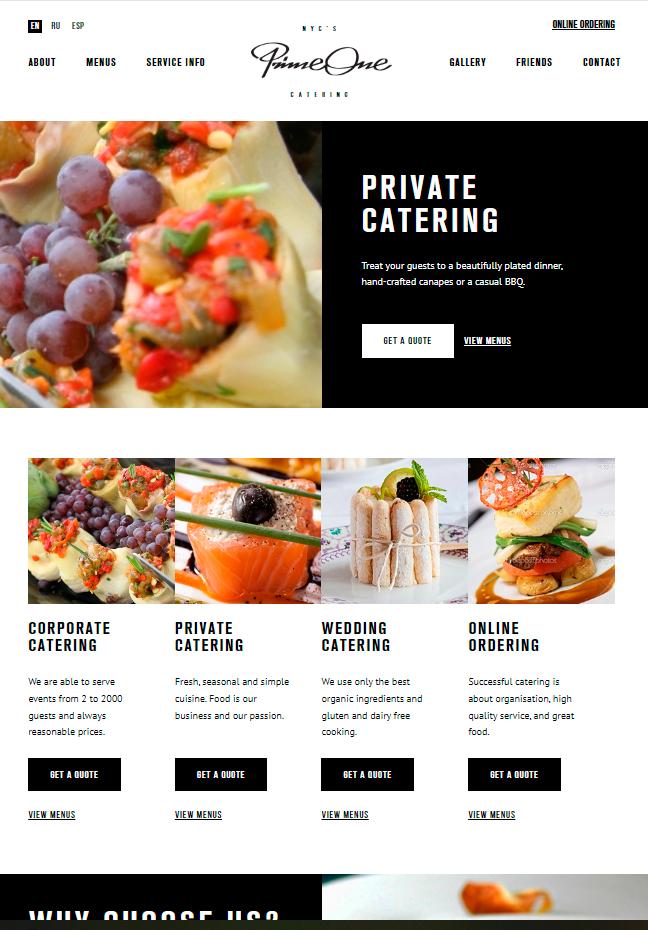 EN RU ESP
ONLINE ORDERING
NYC'S
PrimeOne
CATERING
ABOUT MENUS SERVICE INFO
GALLERY FRIENDS CONTACT
PRIVATE
CATERING
Treat your guests to a beautifully plated dinner,
hand-crafted canapes or a casual BBQ.
GET A QUOTE VIEW MENUS
CORPORATE
CATERING
We are able to serve
events from 2 to 2000
guests and always
reasonable prices.
GET A QUOTE
VIEW MENUS
PRIVATE
CATERING
Fresh, seasonal and simple
cuisine. Food is our
business and our passion.
GET A QUOTE
VIEW MENUS
WEDDING
CATERING
We use only the best
organic ingredients and
gluten and dairy free
cooking.
GET A QUOTE
VIEW MENUS
ONLINE
ORDERING
Successful catering is
about organisation, high
quality service, and great
food.
GET A QUOTE
VIEW MENUS
WHY CHOOSE US?